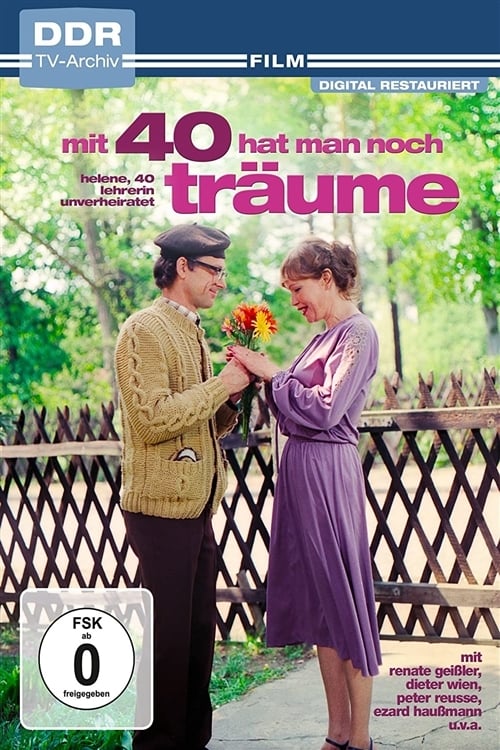 DDR
TV-Archiv
FILM
DIGITAL RESTAURIERT
mit 40 hat man noch
träume
helene, 40
lehrerin
unverheiratet
FSK
ab
0
freigegeben
mit
renate geißler,
dieter wien,
peter reusse,
ezard haußmann
u.v.a.